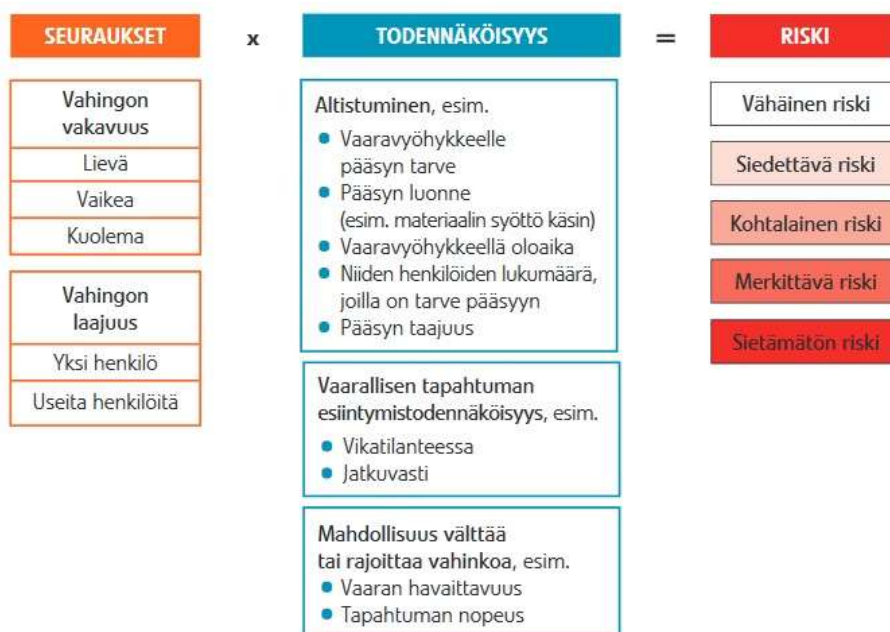 SEURAUKSET
x
TODENNÄKÖISYYS
=
RISKI
Vahingon
vakavuus
Lievä
Vaikea
Kuolema
Vahingon
laajuus
Yksi henkilö
Useita henkilöitä
Altistuminen, esim.
• Vaaravyöhykkeelle
pääsyn tarve
• Pääsyn luonne
(esim. materiaalin syöttö käsin)
• Vaaravyöhykkeellä oloaika
• Niiden henkilöiden lukumäärä,
joilla on tarve pääsyyn
• Pääsyn taajuus
Vaarallisen tapahtuman
esiintymistodennäköisyys, esim.
• Vikatilanteessa
• Jatkuvasti
Mahdollisuus välttää
tai rajoittaa vahinkoa, esim.
• Vaaran havaittavuus
• Tapahtuman nopeus
Vähäinen riski
Siedettävä riski
Kohtalainen riski
Merkittävä riski
Sietämätön riski